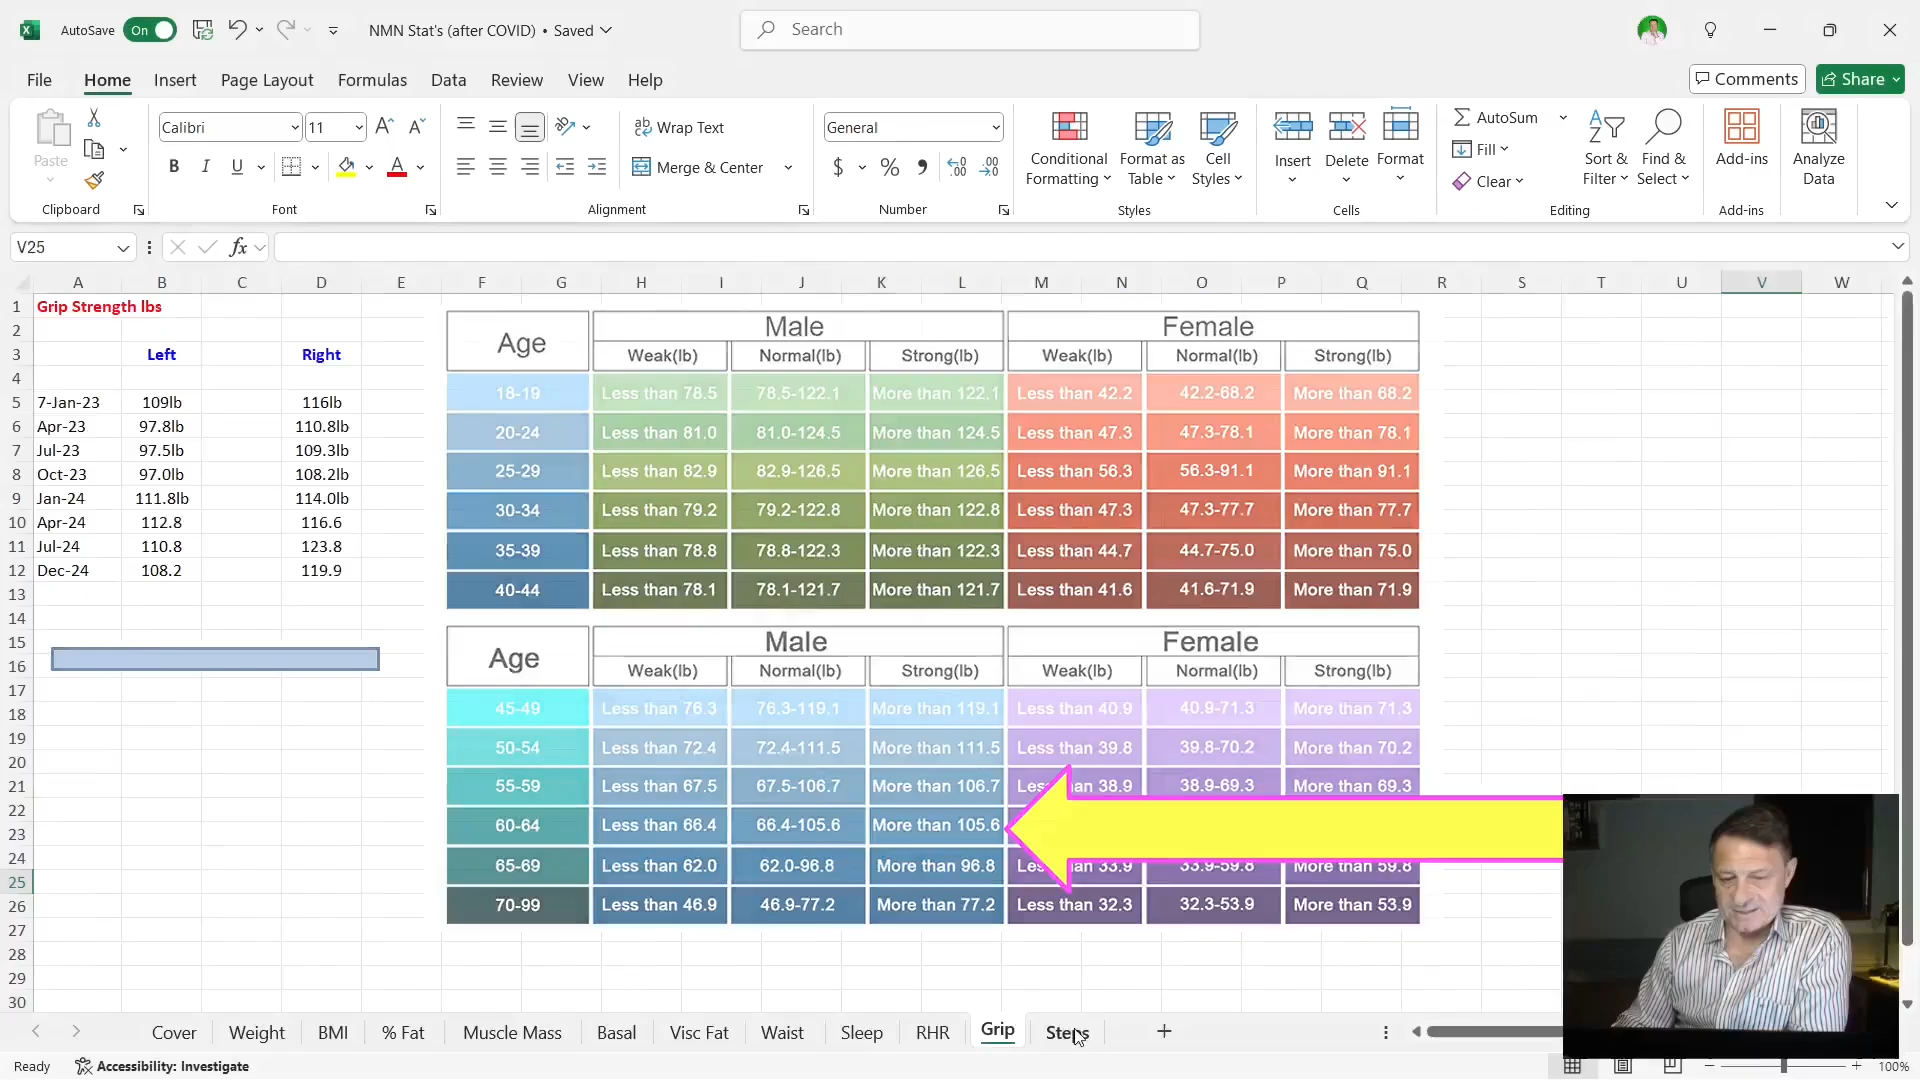 AutoSave On NMN Stat's (after COVID) • Saved Search
File Home Insert Page Layout Formulas Data Review View Help Comments Share
Paste Calibri 11 Wrap Text General Conditional Formatting Format as Table Cell Styles Insert Delete Format AutoSum Fill Clear Sort & Filter Find & Select Add-ins Analyze Data
B I U Merge & Center $ %
Clipboard Font Alignment Number Styles Cells Editing Add-ins
V25 fx
A B C D E F G H I J K L M N O P Q R S T U V W
1 Grip Strength lbs
2
3 Left Right
4
5 7-Jan-23 109lb 116lb
6 Apr-23 97.8lb 110.8lb
7 Jul-23 97.5lb 109.3lb
8 Oct-23 97.0lb 108.2lb
9 Jan-24 111.8lb 114.0lb
10 Apr-24 112.8 116.6
11 Jul-24 110.8 123.8
12 Dec-24 108.2 119.9
13
14
15
16
17
18
19
20
21
22
23
24
25
26
27
28
29
30
Age Male Female
Weak(lb) Normal(lb) Strong(lb) Weak(lb) Normal(lb) Strong(lb)
18-19 Less than 78.5 78.5-122.1 More than 122.1 Less than 42.2 42.2-68.2 More than 68.2
20-24 Less than 81.0 81.0-124.5 More than 124.5 Less than 47.3 47.3-78.1 More than 78.1
25-29 Less than 82.9 82.9-126.5 More than 126.5 Less than 56.3 56.3-91.1 More than 91.1
30-34 Less than 79.2 79.2-122.8 More than 122.8 Less than 47.3 47.3-77.7 More than 77.7
35-39 Less than 78.8 78.8-122.3 More than 122.3 Less than 44.7 44.7-75.0 More than 75.0
40-44 Less than 78.1 78.1-121.7 More than 121.7 Less than 41.6 41.6-71.9 More than 71.9
Age Male Female
Weak(lb) Normal(lb) Strong(lb) Weak(lb) Normal(lb) Strong(lb)
45-49 Less than 76.3 76.3-119.1 More than 119.1 Less than 40.9 40.9-71.3 More than 71.3
50-54 Less than 72.4 72.4-111.5 More than 111.5 Less than 39.8 39.8-70.2 More than 70.2
55-59 Less than 67.5 67.5-106.7 More than 106.7 38.9 38.9-69.3 More than 69.3
60-64 Less than 66.4 66.4-105.6 More than 105.6
65-69 Less than 62.0 62.0-96.8 More than 96.8 33.9 33.9-59.8 More than 59.8
70-99 Less than 46.9 46.9-77.2 More than 77.2 Less than 32.3 32.3-53.9 More than 53.9
Cover Weight BMI % Fat Muscle Mass Basal Visc Fat Waist Sleep RHR Grip Steps
Ready Accessibility: Investigate 100%